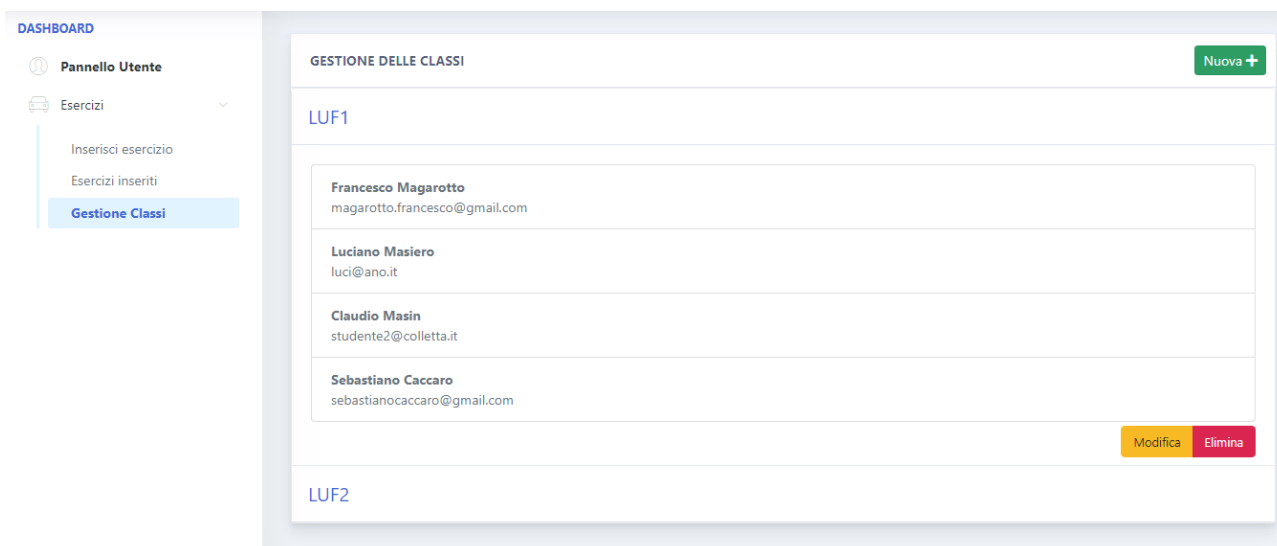 DASHBOARD
Pannello Utente
Esercizi
Inserisci esercizio
Esercizi inseriti
Gestione Classi
GESTIONE DELLE CLASSI
Nuova
LUF1
Francesco Magarotto
magarotto.francesco@gmail.com
Luciano Masiero
luci@ano.it
Claudio Masin
studente2@colletta.it
Sebastiano Caccaro
sebastianocaccaro@gmail.com
Modifica Elimina
LUF2